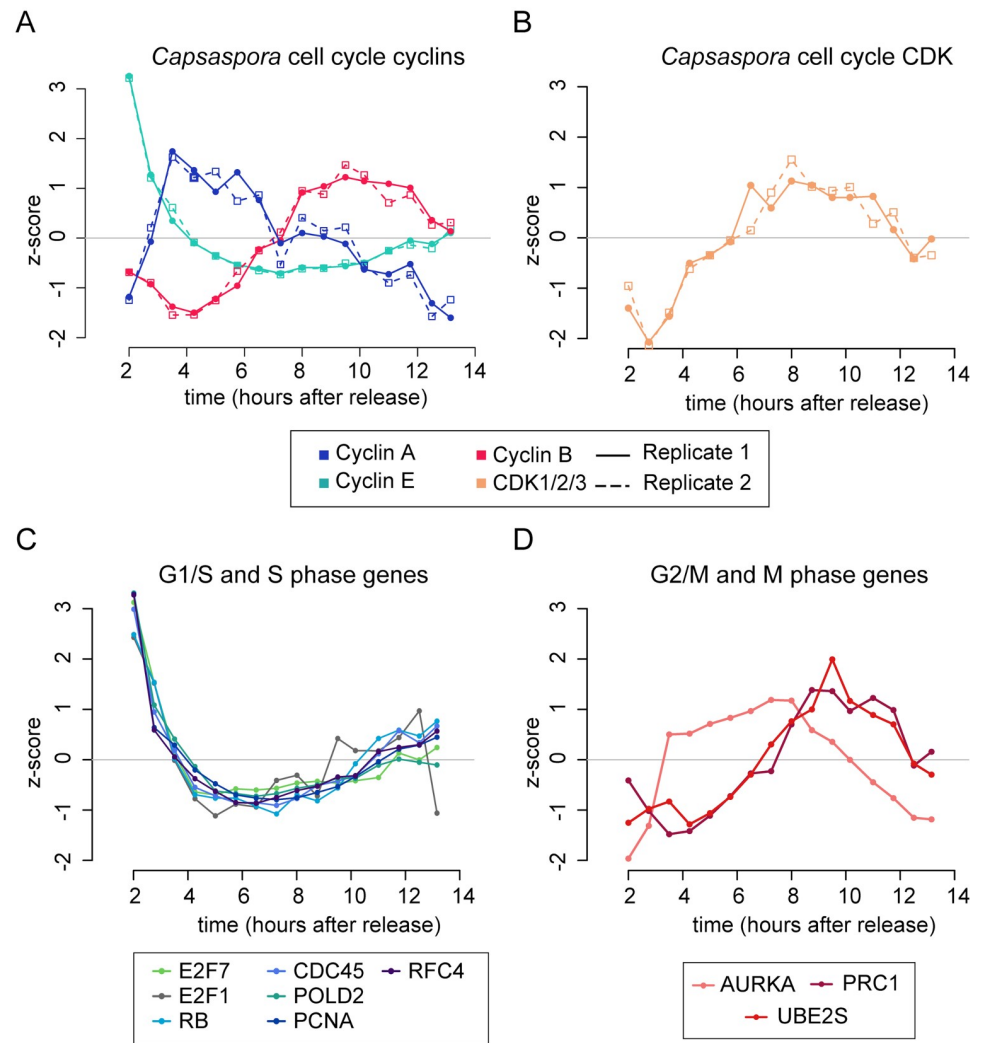 A
B
Capsaspora cell cycle cyclins
Capsaspora cell cycle CDK
z-score
3
2
1
0
-1
-2
2 4 6 8 10 12 14
time (hours after release)
z-score
3
2
1
0
-1
-2
2 4 6 8 10 12 14
time (hours after release)
Cyclin A Cyclin B Replicate 1
Cyclin E CDK1/2/3 Replicate 2
C
D
G1/S and S phase genes
G2/M and M phase genes
z-score
3
2
1
0
-1
-2
2 4 6 8 10 12 14
time (hours after release)
z-score
3
2
1
0
-1
-2
2 4 6 8 10 12 14
time (hours after release)
E2F7 CDC45 RFC4
E2F1 POLD2
RB PCNA
AURKA PRC1
UBE2S